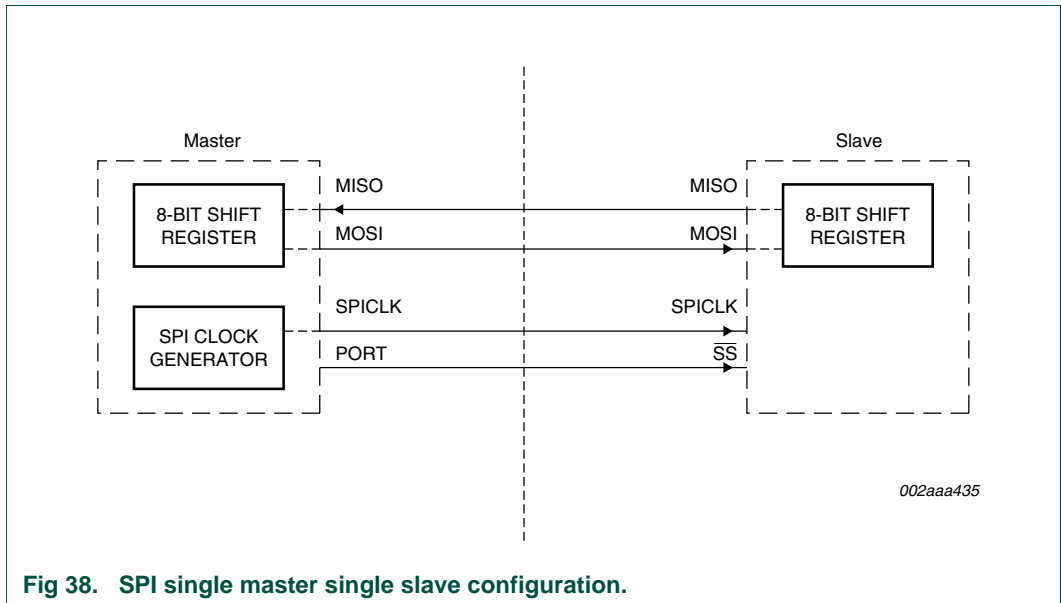 Master
Slave
8-BIT SHIFT
REGISTER
MISO
MISO
MOSI
MOSI
8-BIT SHIFT
REGISTER
SPI CLOCK
GENERATOR
SPICLK
SPICLK
PORT
S̅S̅
002aaa435
Fig 38. SPI single master single slave configuration.